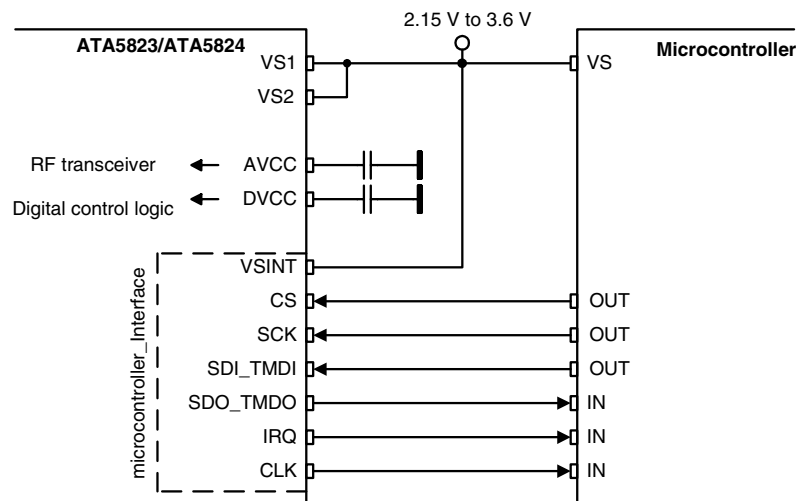 2.15 V to 3.6 V
ATA5823/ATA5824
Microcontroller
VS1
VS
VS2
RF transceiver
AVCC
Digital control logic
DVCC
microcontroller_Interface
VSINT
CS
OUT
SCK
OUT
SDI_TMDI
OUT
SDO_TMDO
IN
IRQ
IN
CLK
IN